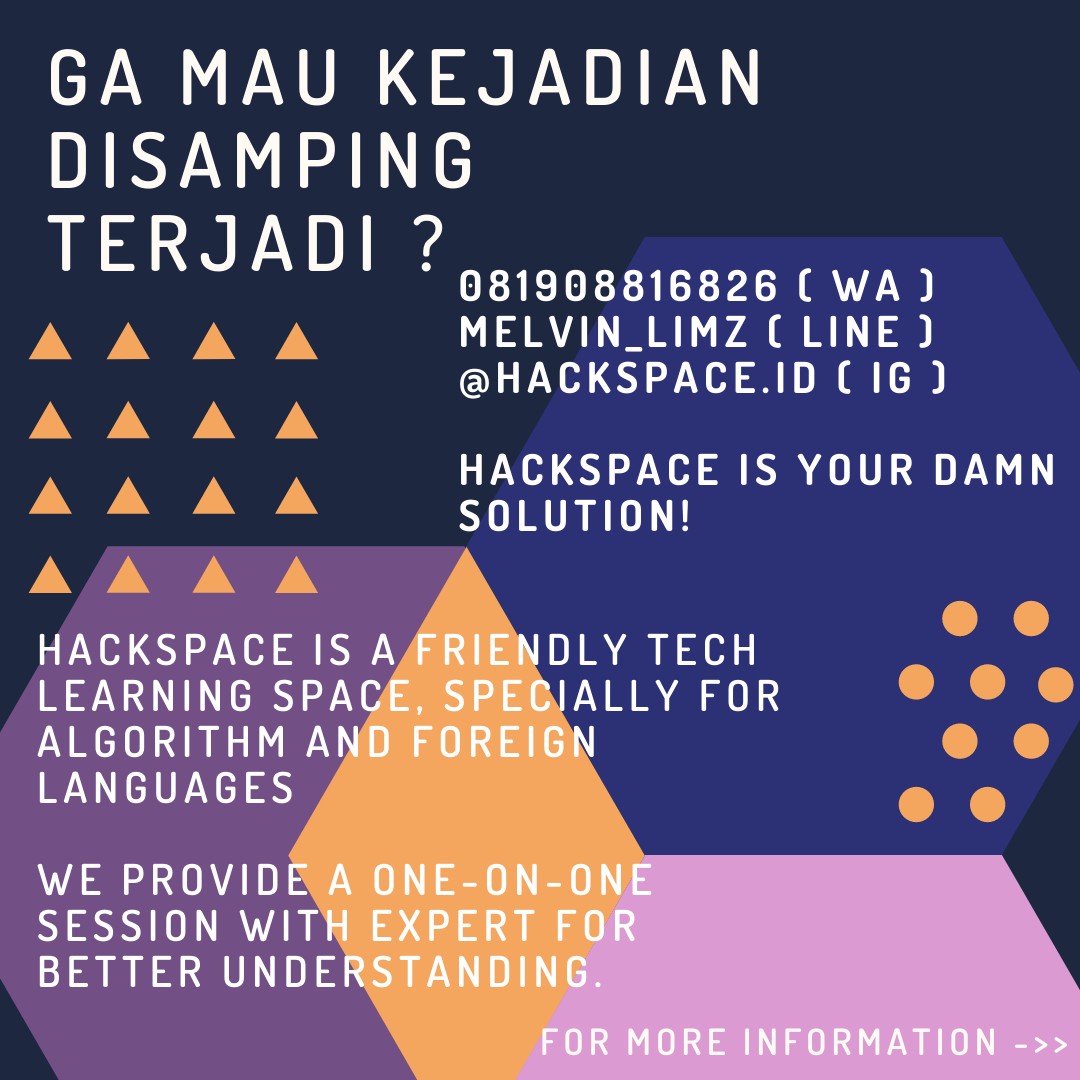 GA MAU KEJADIAN
DISAMPING
TERJADI ?
081908816826 ( WA )
MELVIN_LIMZ ( LINE )
@HACKSPACE.ID ( IG )
HACKSPACE IS YOUR DAMN
SOLUTION!
HACKSPACE IS A FRIENDLY TECH
LEARNING SPACE, SPECIALLY FOR
ALGORITHM AND FOREIGN
LANGUAGES
WE PROVIDE A ONE-ON-ONE
SESSION WITH EXPERT FOR
BETTER UNDERSTANDING.
FOR MORE INFORMATION ->>